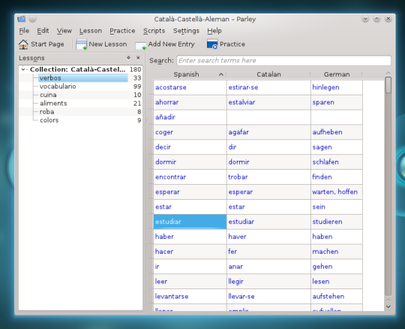 Català-Castellà-Aleman - Parley
File Edit View Lesson Practice Scripts Settings Help
Start Page New Lesson Add New Entry Practice
Lessons
Search: Enter search terms here
Collection: Català-Castel... 180
verbos 33
vocabulario 99
cuina 10
aliments 21
roba 8
colors 9
Spanish Catalan German
acostarse estirar-se hinlegen
ahorrar estalviar sparen
añadir
coger agafar aufheben
decir dir sagen
dormir dormir schlafen
encontrar trobar finden
esperar esperar warten, hoffen
estar estar sein
estudiar estudiar studieren
haber haver haben
hacer fer machen
ir anar gehen
leer llegir lesen
levantarse llevar-se aufstehen